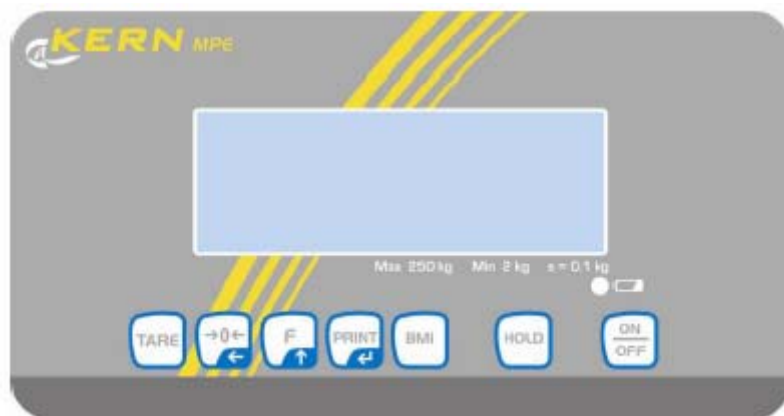 KERN MPE
Max 250 kg Min 2 kg e = 0.1 kg
TARE →0← F PRINT BMI HOLD ON
OFF